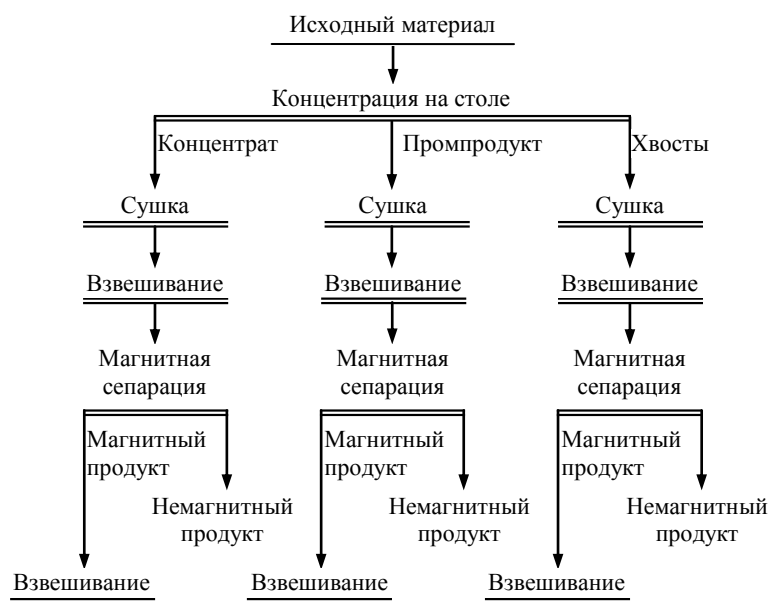 Исходный материал
Концентрация на столе
Концентрат
Промпродукт
Хвосты
Сушка
Сушка
Сушка
Взвешивание
Взвешивание
Взвешивание
Магнитная
сепарация
Магнитная
сепарация
Магнитная
сепарация
Магнитный
продукт
Магнитный
продукт
Магнитный
продукт
Немагнитный
продукт
Немагнитный
продукт
Немагнитный
продукт
Взвешивание
Взвешивание
Взвешивание